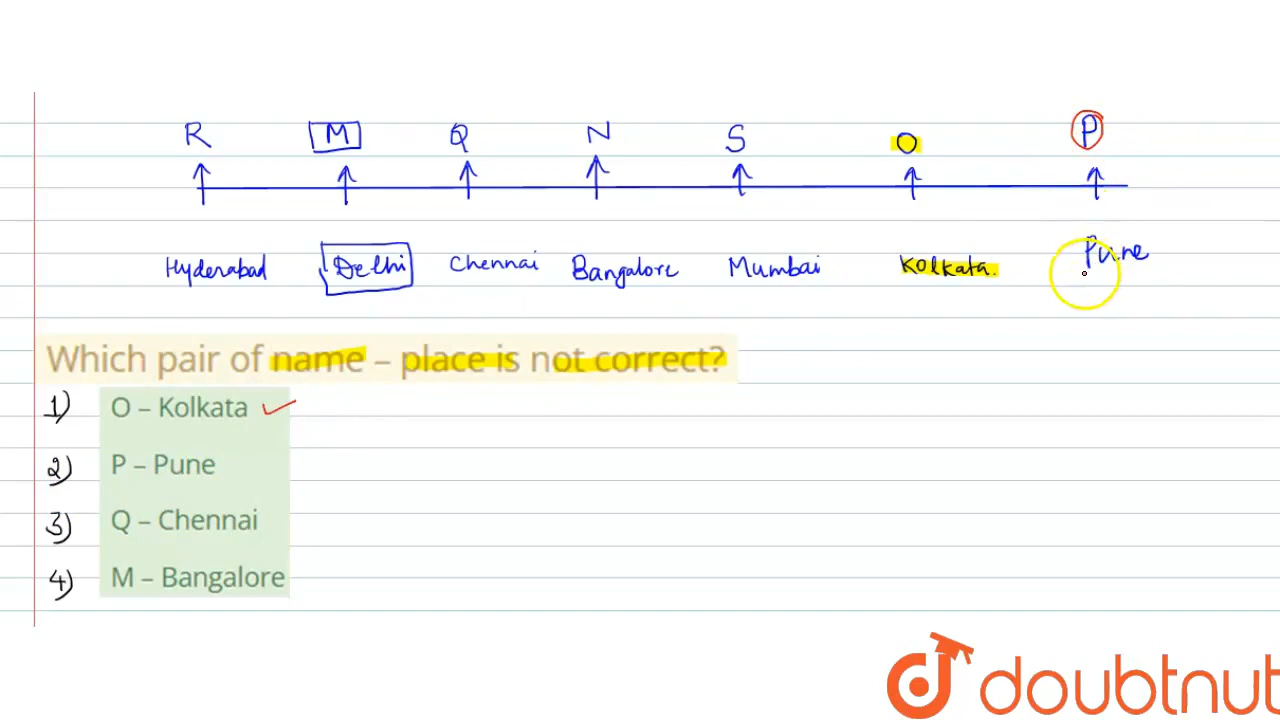 R M Q N S O P
Hyderabad Delhi Chennai Bangalore Mumbai Kolkata. Pune
Which pair of name – place is not correct?
1) O – Kolkata
2) P – Pune
3) Q – Chennai
4) M – Bangalore
doubtnut